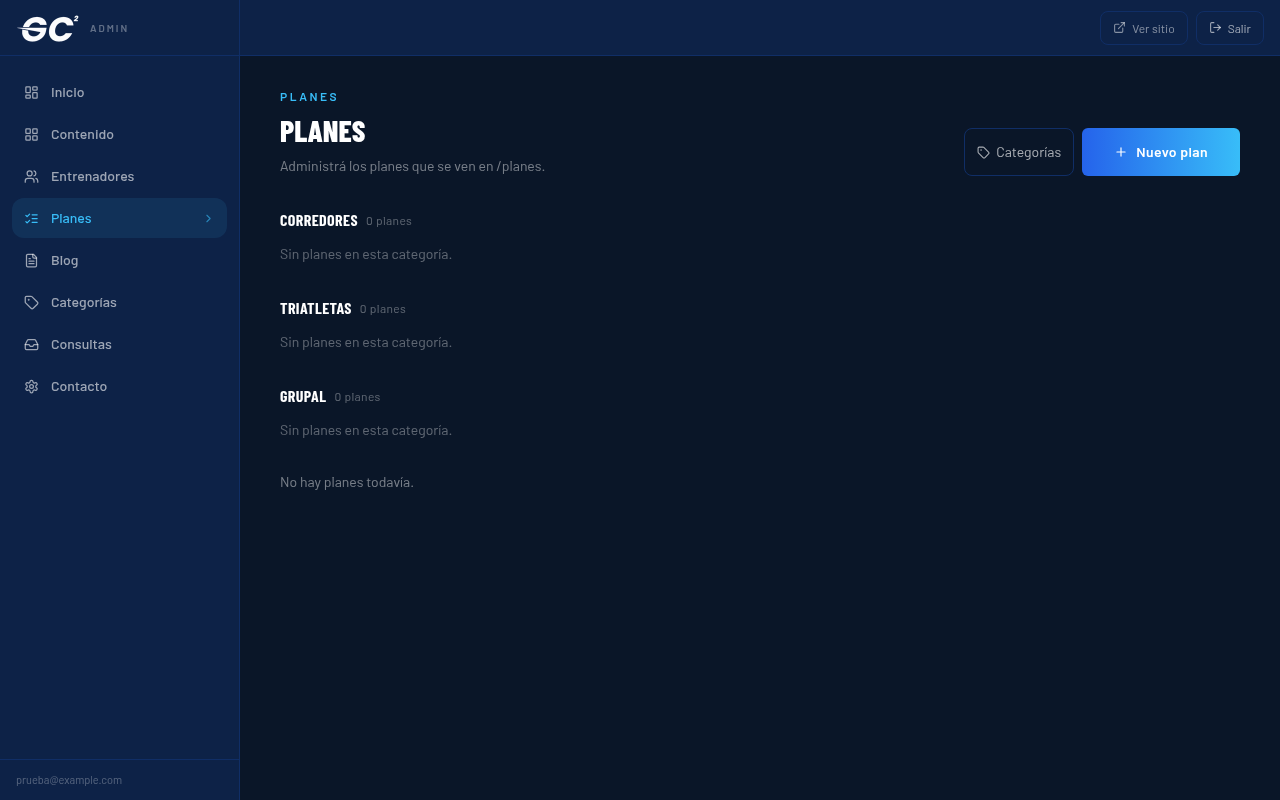 GC² ADMIN
Ver sitio
Salir
Inicio
Contenido
Entrenadores
Planes
Blog
Categorías
Consultas
Contacto
prueba@example.com
PLANES
PLANES
Administrá los planes que se ven en /planes.
Categorías
Nuevo plan
CORREDORES 0 planes
Sin planes en esta categoría.
TRIATLETAS 0 planes
Sin planes en esta categoría.
GRUPAL 0 planes
Sin planes en esta categoría.
No hay planes todavía.